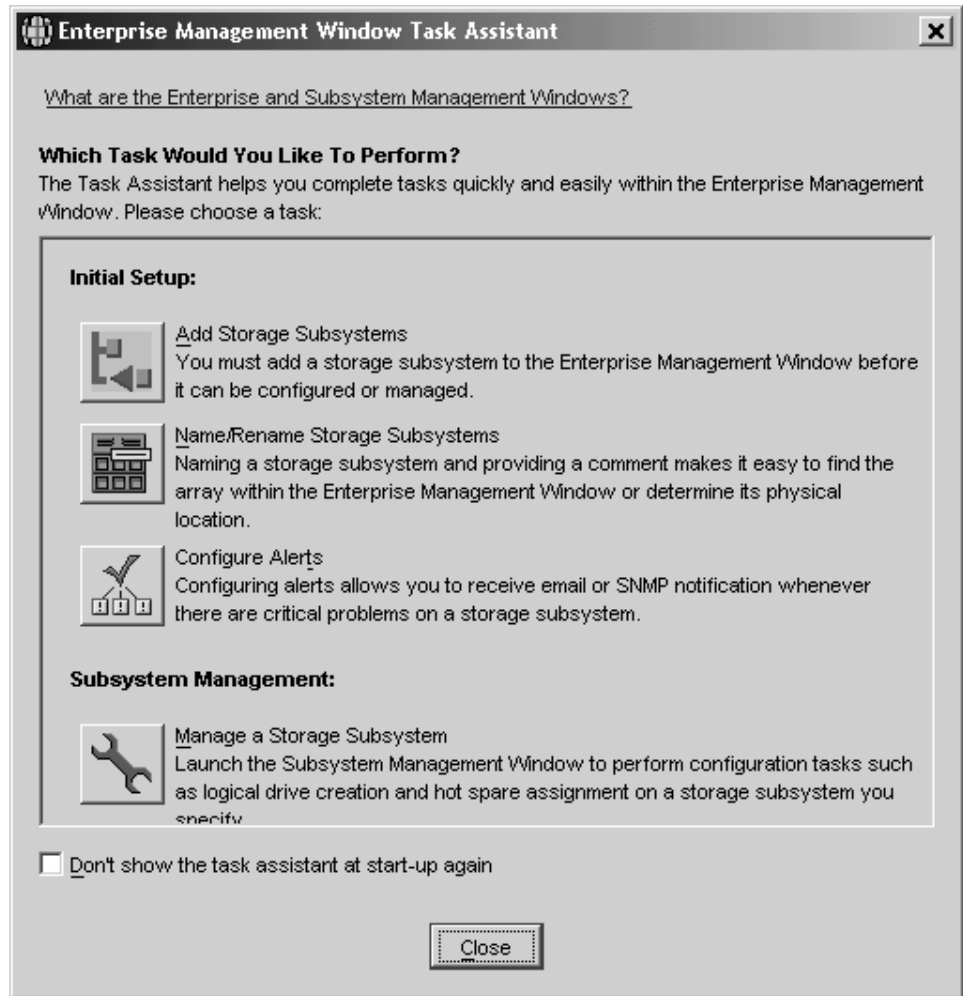 Enterprise Management Window Task Assistant
What are the Enterprise and Subsystem Management Windows?
Which Task Would You Like To Perform?
The Task Assistant helps you complete tasks quickly and easily within the Enterprise Management
Window. Please choose a task:
Initial Setup:
Add Storage Subsystems
You must add a storage subsystem to the Enterprise Management Window before
it can be configured or managed.
Name/Rename Storage Subsystems
Naming a storage subsystem and providing a comment makes it easy to find the
array within the Enterprise Management Window or determine its physical
location.
Configure Alerts
Configuring alerts allows you to receive email or SNMP notification whenever
there are critical problems on a storage subsystem.
Subsystem Management:
Manage a Storage Subsystem
Launch the Subsystem Management Window to perform configuration tasks such
as logical drive creation and hot spare assignment on a storage subsystem you
specify.
Don't show the task assistant at start-up again
Close